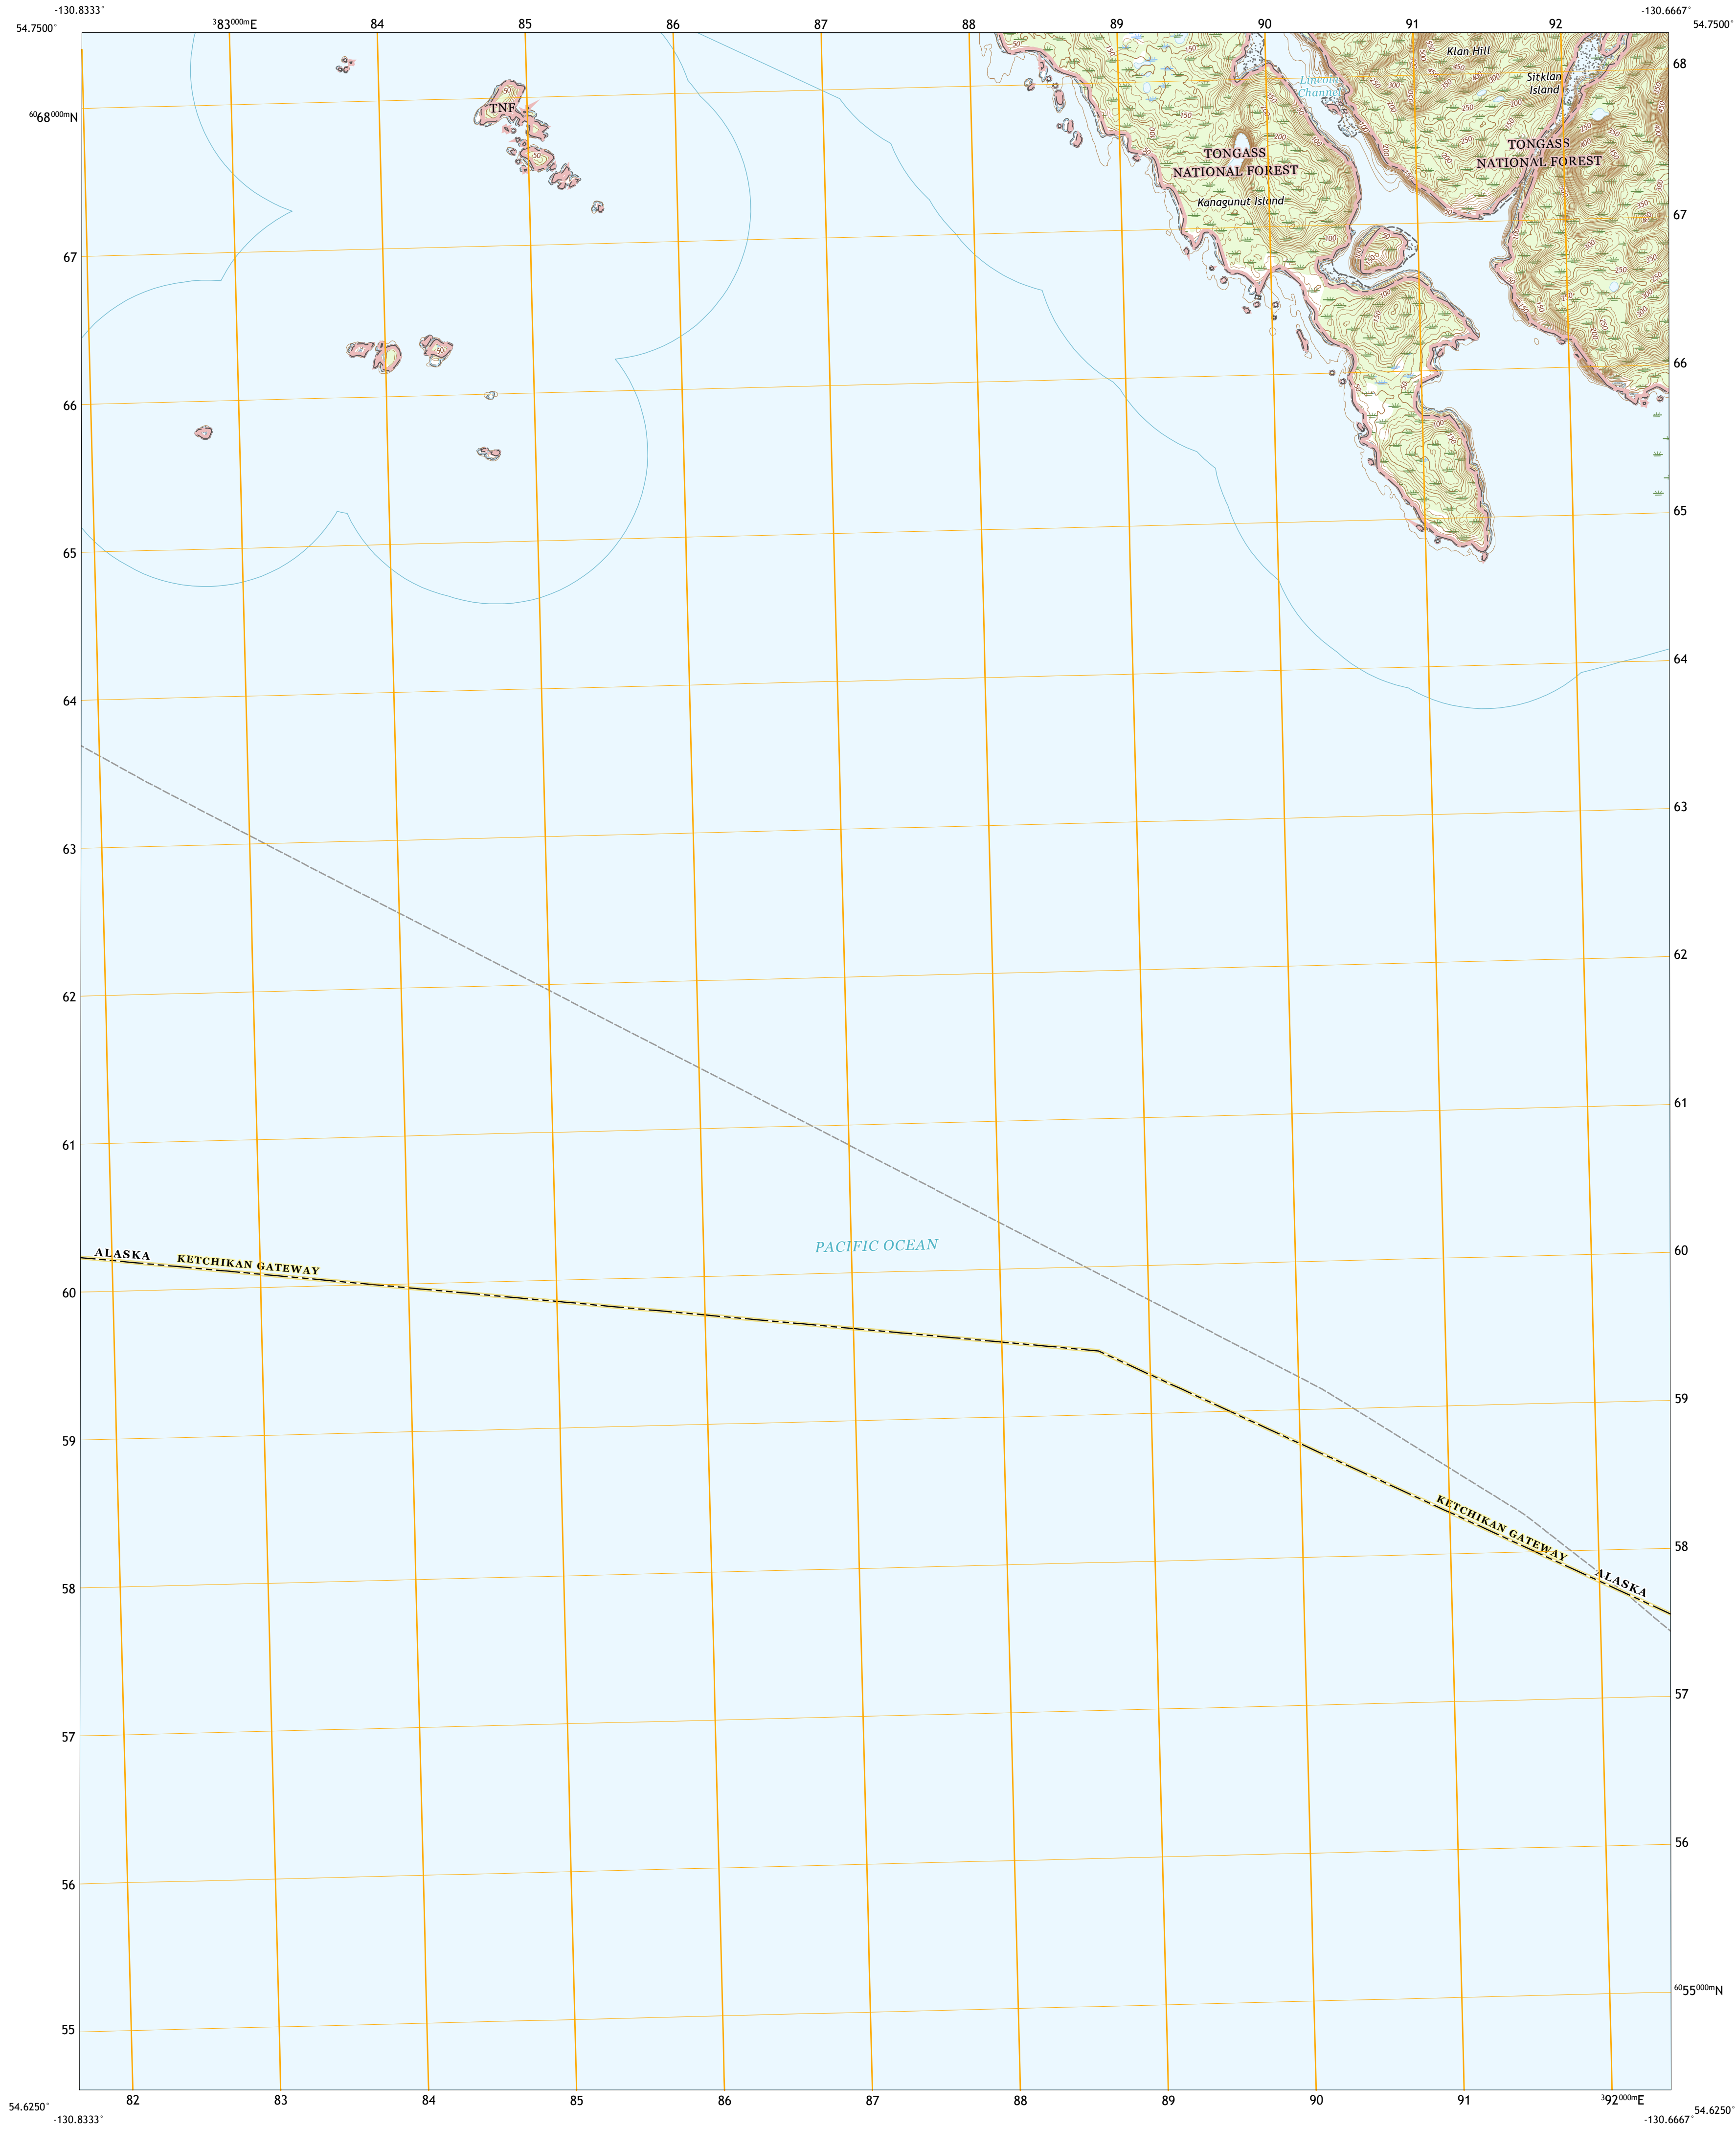 -130.8333°
-130.6667°
54.7500°
³83⁰⁰⁰ᵐE
84
85
86
87
88
89
90
91
92
54.7500°
Klan Hill
68
Sitklan
Island
Lincoln
Channel
TNF
⁶⁰68⁰⁰⁰ᵐN
TONGASS
NATIONAL FOREST
TONGASS
NATIONAL FOREST
Kanagunut Island
67
67
66
66
65
65
64
64
63
63
62
62
61
61
PACIFIC OCEAN
60
ALASKA
KETCHIKAN GATEWAY
60
59
59
KETCHIKAN GATEWAY
58
ALASKA
58
57
57
56
56
⁶⁰55⁰⁰⁰ᵐN
55
54.6250°
82
83
84
85
86
87
88
89
90
91
³92⁰⁰⁰ᵐE
54.6250°
-130.8333°
-130.6667°